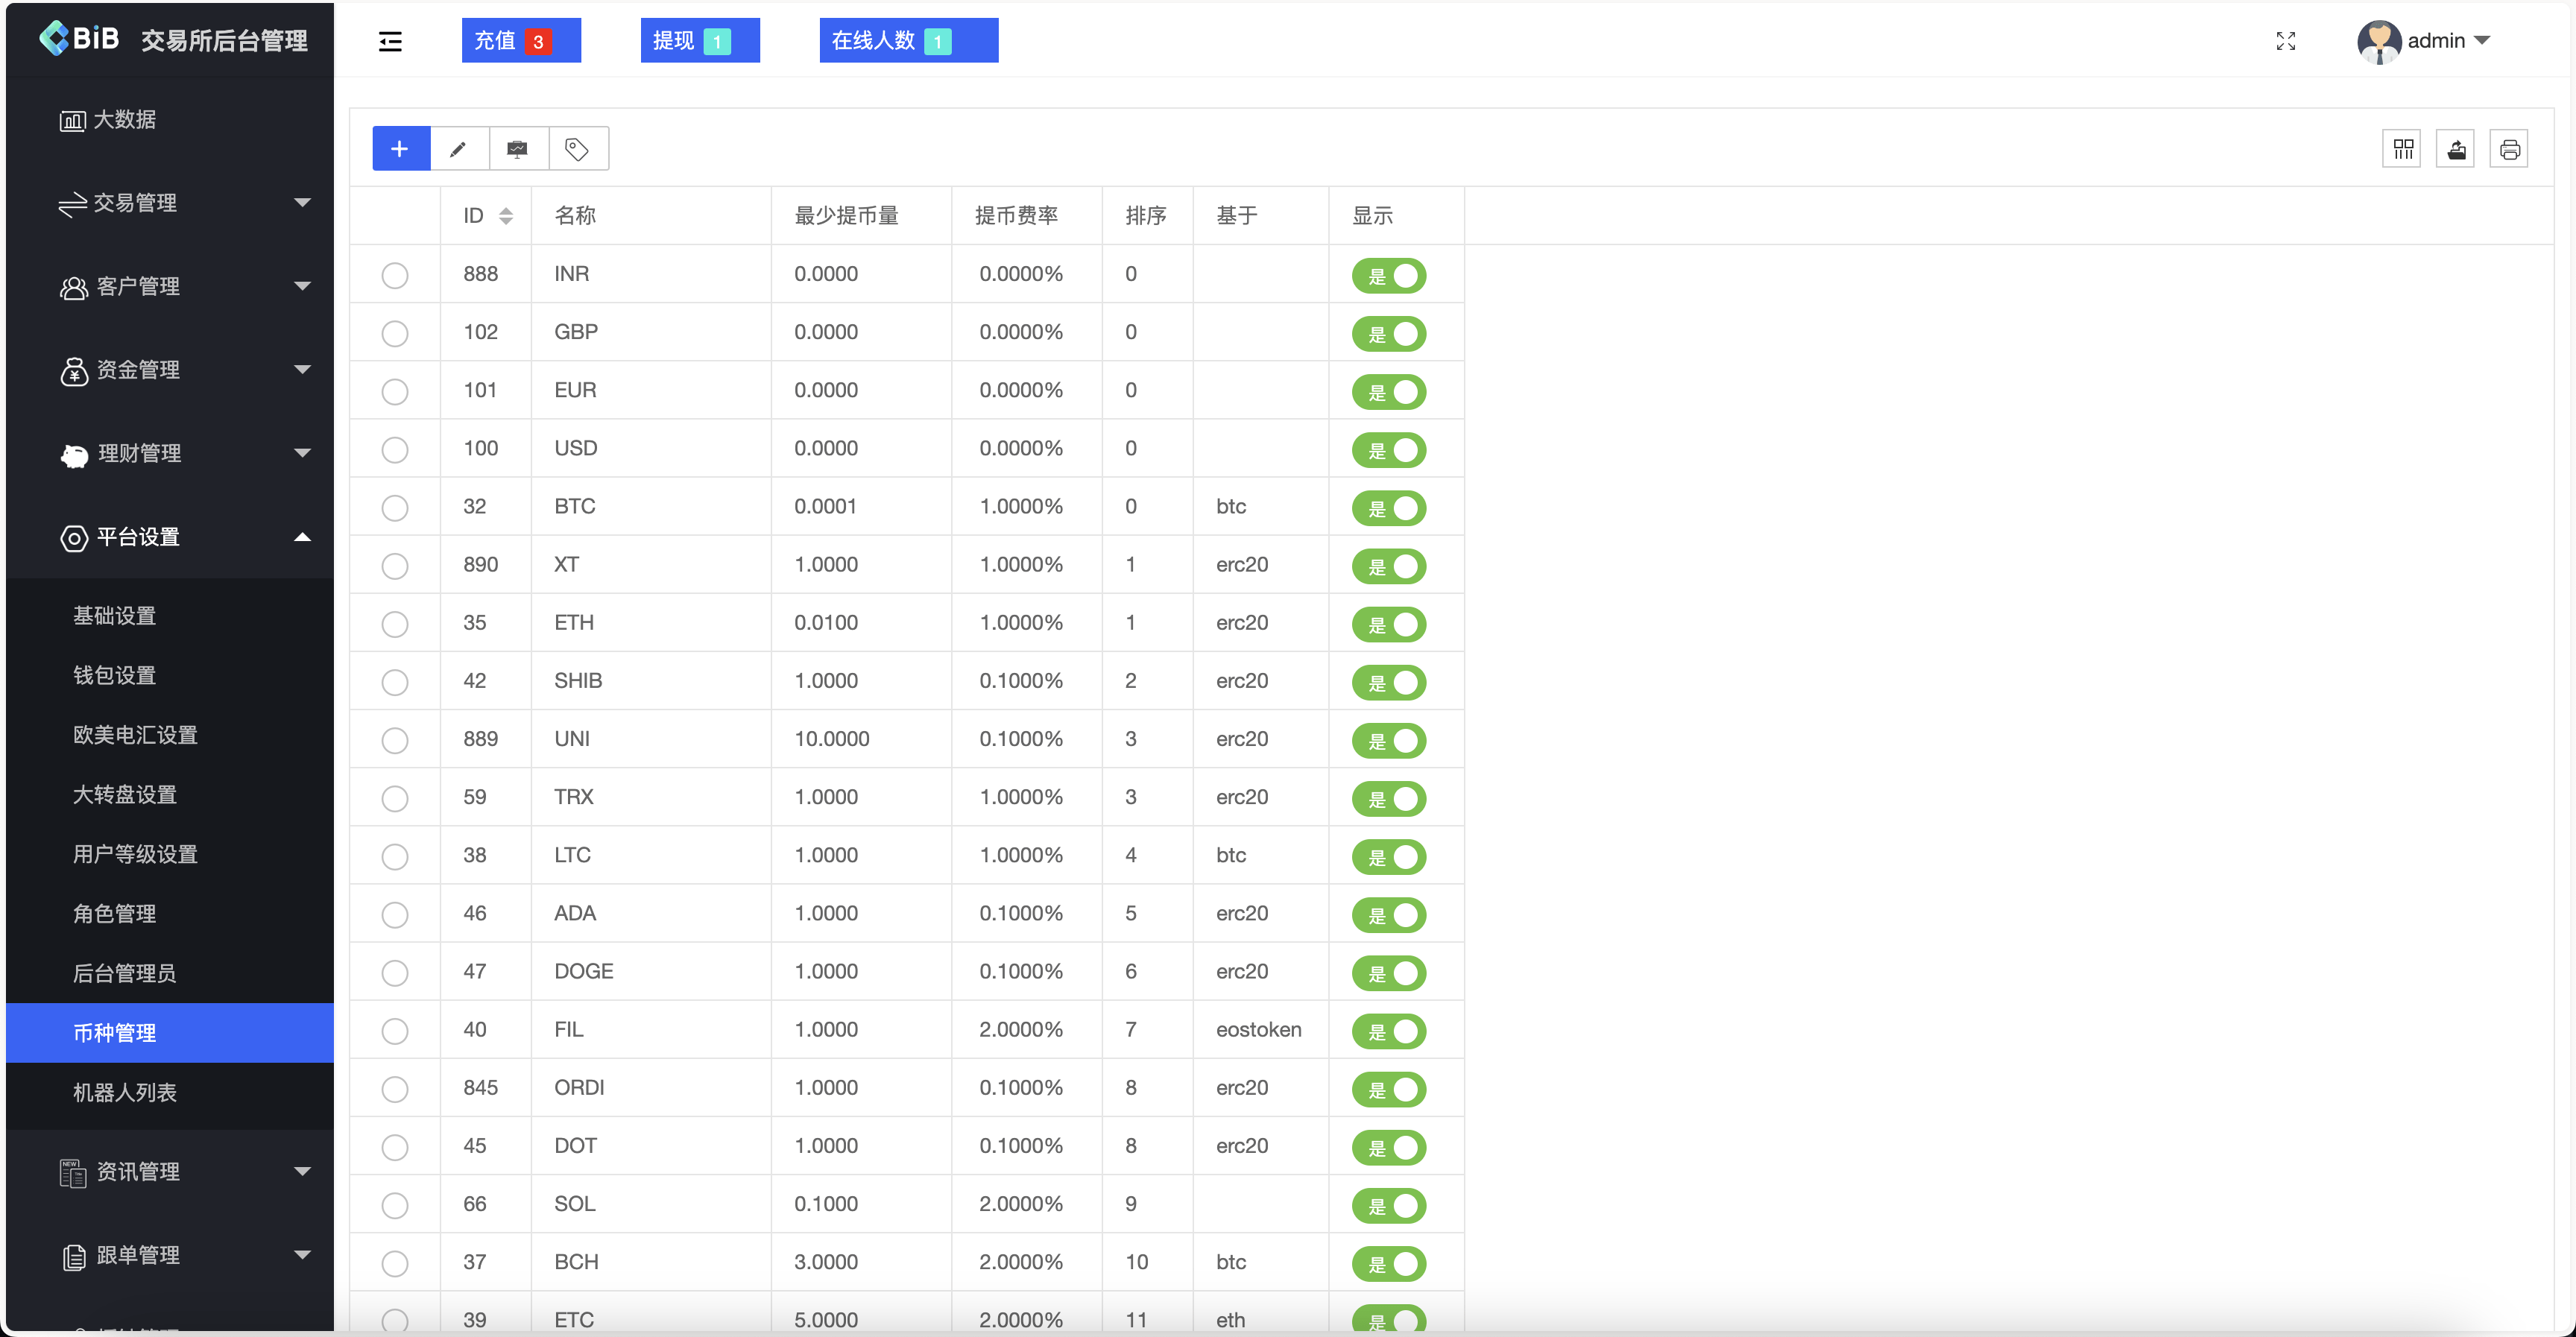 BiB 交易所后台管理
充值 3 提现 1 在线人数 1
admin
大数据
交易管理
客户管理
资金管理
理财管理
平台设置
基础设置
钱包设置
欧美电汇设置
大转盘设置
用户等级设置
角色管理
后台管理员
币种管理
机器人列表
资讯管理
跟单管理
ID 名称 最少提币量 提币费率 排序 基于 显示
888 INR 0.0000 0.0000% 0 是
102 GBP 0.0000 0.0000% 0 是
101 EUR 0.0000 0.0000% 0 是
100 USD 0.0000 0.0000% 0 是
32 BTC 0.0001 1.0000% 0 btc 是
890 XT 1.0000 1.0000% 1 erc20 是
35 ETH 0.0100 1.0000% 1 erc20 是
42 SHIB 1.0000 0.1000% 2 erc20 是
889 UNI 10.0000 0.1000% 3 erc20 是
59 TRX 1.0000 1.0000% 3 erc20 是
38 LTC 1.0000 1.0000% 4 btc 是
46 ADA 1.0000 0.1000% 5 erc20 是
47 DOGE 1.0000 0.1000% 6 erc20 是
40 FIL 1.0000 2.0000% 7 eostoken 是
845 ORDI 1.0000 0.1000% 8 erc20 是
45 DOT 1.0000 0.1000% 8 erc20 是
66 SOL 0.1000 2.0000% 9 是
37 BCH 3.0000 2.0000% 10 btc 是
39 ETC 5.0000 2.0000% 11 eth 是